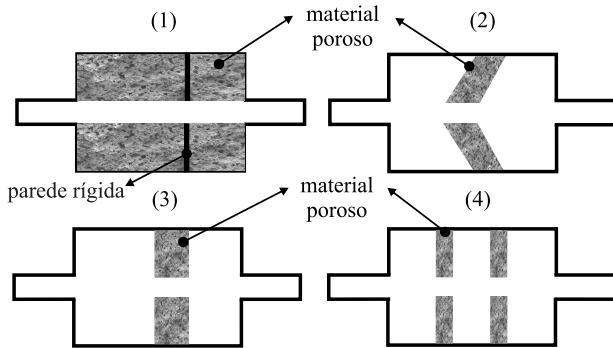 (1)
material
poroso
(2)
parede rígida
(3)
material
poroso
(4)